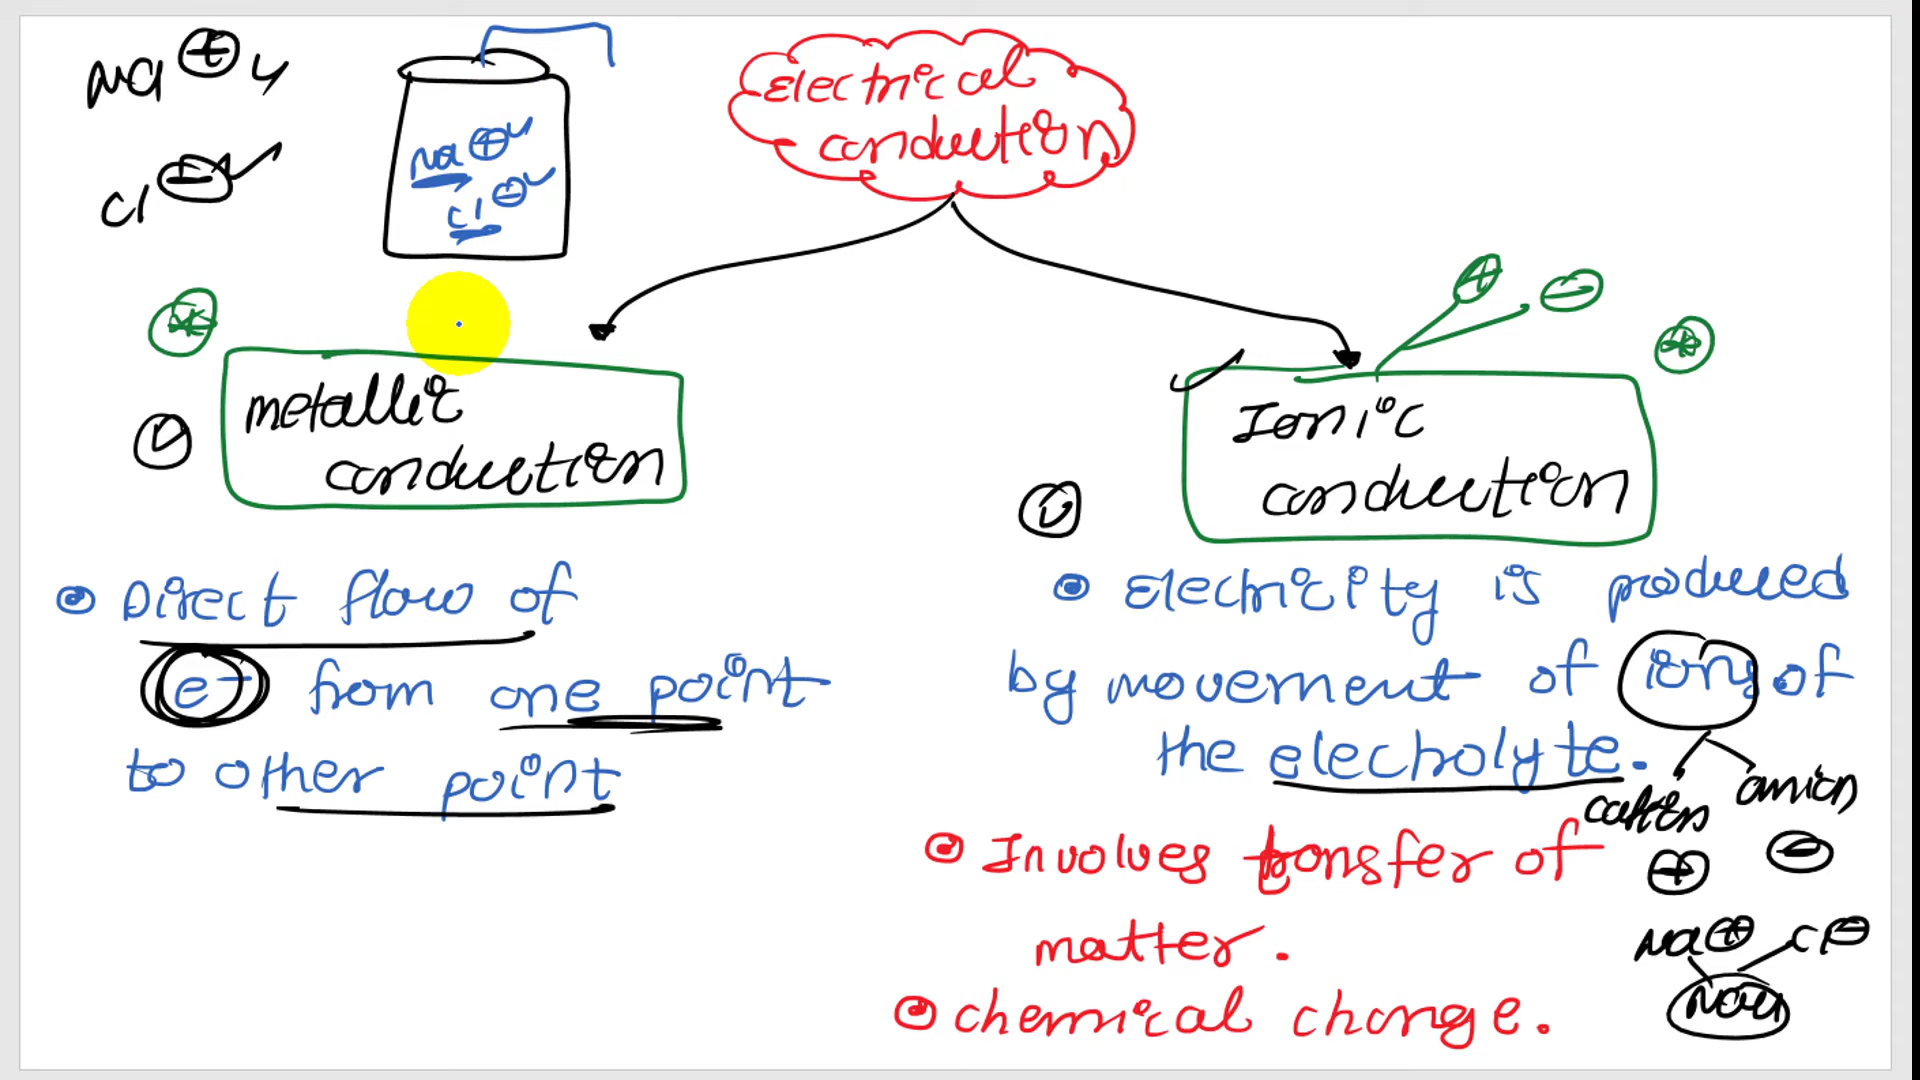 Na⊕
Cl⊖
Na⊕
Cl⊖
Electrical
conduction
⊕ ⊖
metallic
conduction
Ionic
conduction
Direct flow of
e⁻ from one point
to other point
Electricity is produced
by movement of ions of
the electrolyte.
cation anion
⊕ ⊖
Involves transfer of
matter.
Na⊕ Cl⊖
NaCl
chemical change.